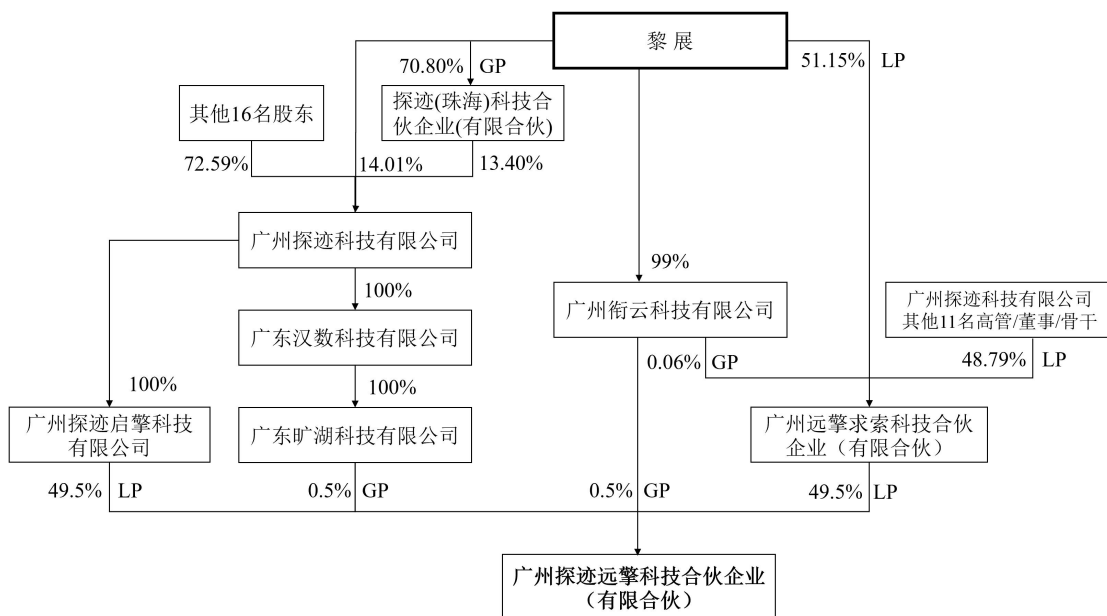 黎 展
70.80% GP
51.15% LP
其他16名股东
探迹(珠海)科技合
伙企业(有限合伙)
72.59%
14.01%
13.40%
广州探迹科技有限公司
99%
100%
广州衔云科技有限公司
广州探迹科技有限公司
其他11名高管/董事/骨干
广东汉数科技有限公司
0.06% GP
48.79% LP
100%
100%
广州探迹启擎科技
有限公司
广东旷湖科技有限公司
广州远擎求索科技合伙
企业（有限合伙）
49.5% LP
0.5% GP
0.5% GP
49.5% LP
广州探迹远擎科技合伙企业
（有限合伙）